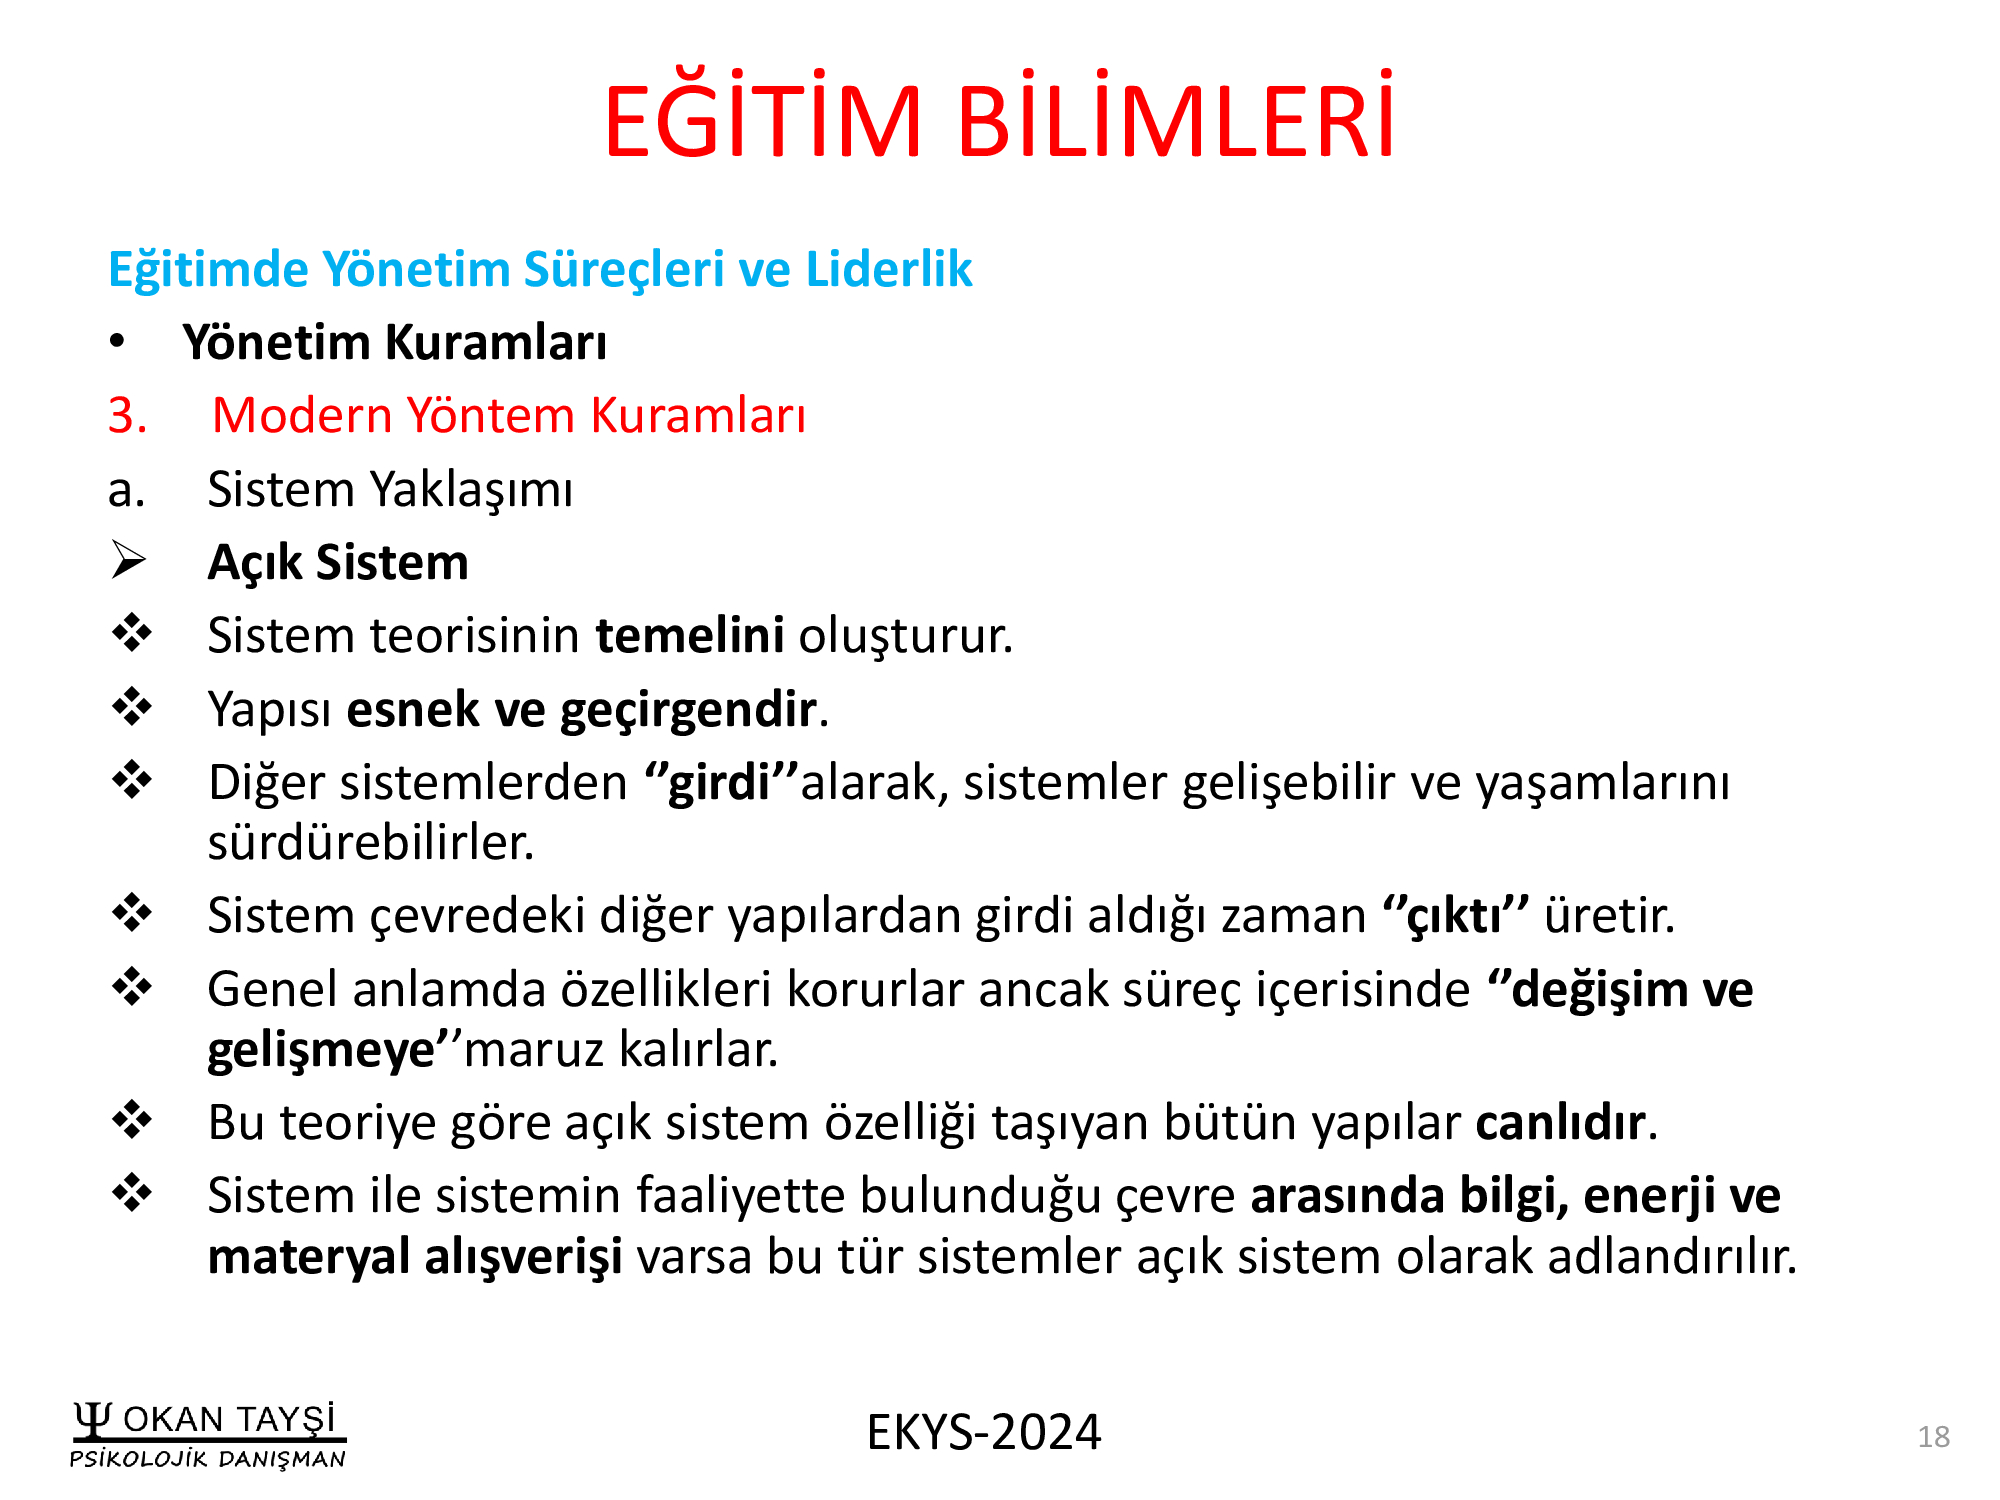 EĞİTİM BİLİMLERİ
Eğitimde Yönetim Süreçleri ve Liderlik
• Yönetim Kuramları
3. Modern Yöntem Kuramları
a. Sistem Yaklaşımı
➢ Açık Sistem
❖ Sistem teorisinin temelini oluşturur.
❖ Yapısı esnek ve geçirgendir.
❖ Diğer sistemlerden ‘’girdi’’alarak, sistemler gelişebilir ve yaşamlarını
sürdürebilirler.
❖ Sistem çevredeki diğer yapılardan girdi aldığı zaman ‘’çıktı’’ üretir.
❖ Genel anlamda özellikleri korurlar ancak süreç içerisinde ‘’değişim ve
gelişmeye’’maruz kalırlar.
❖ Bu teoriye göre açık sistem özelliği taşıyan bütün yapılar canlıdır.
❖ Sistem ile sistemin faaliyette bulunduğu çevre arasında bilgi, enerji ve
materyal alışverişi varsa bu tür sistemler açık sistem olarak adlandırılır.
Ψ OKAN TAYŞİ
PSİKOLOJİK DANIŞMAN
EKYS-2024
18